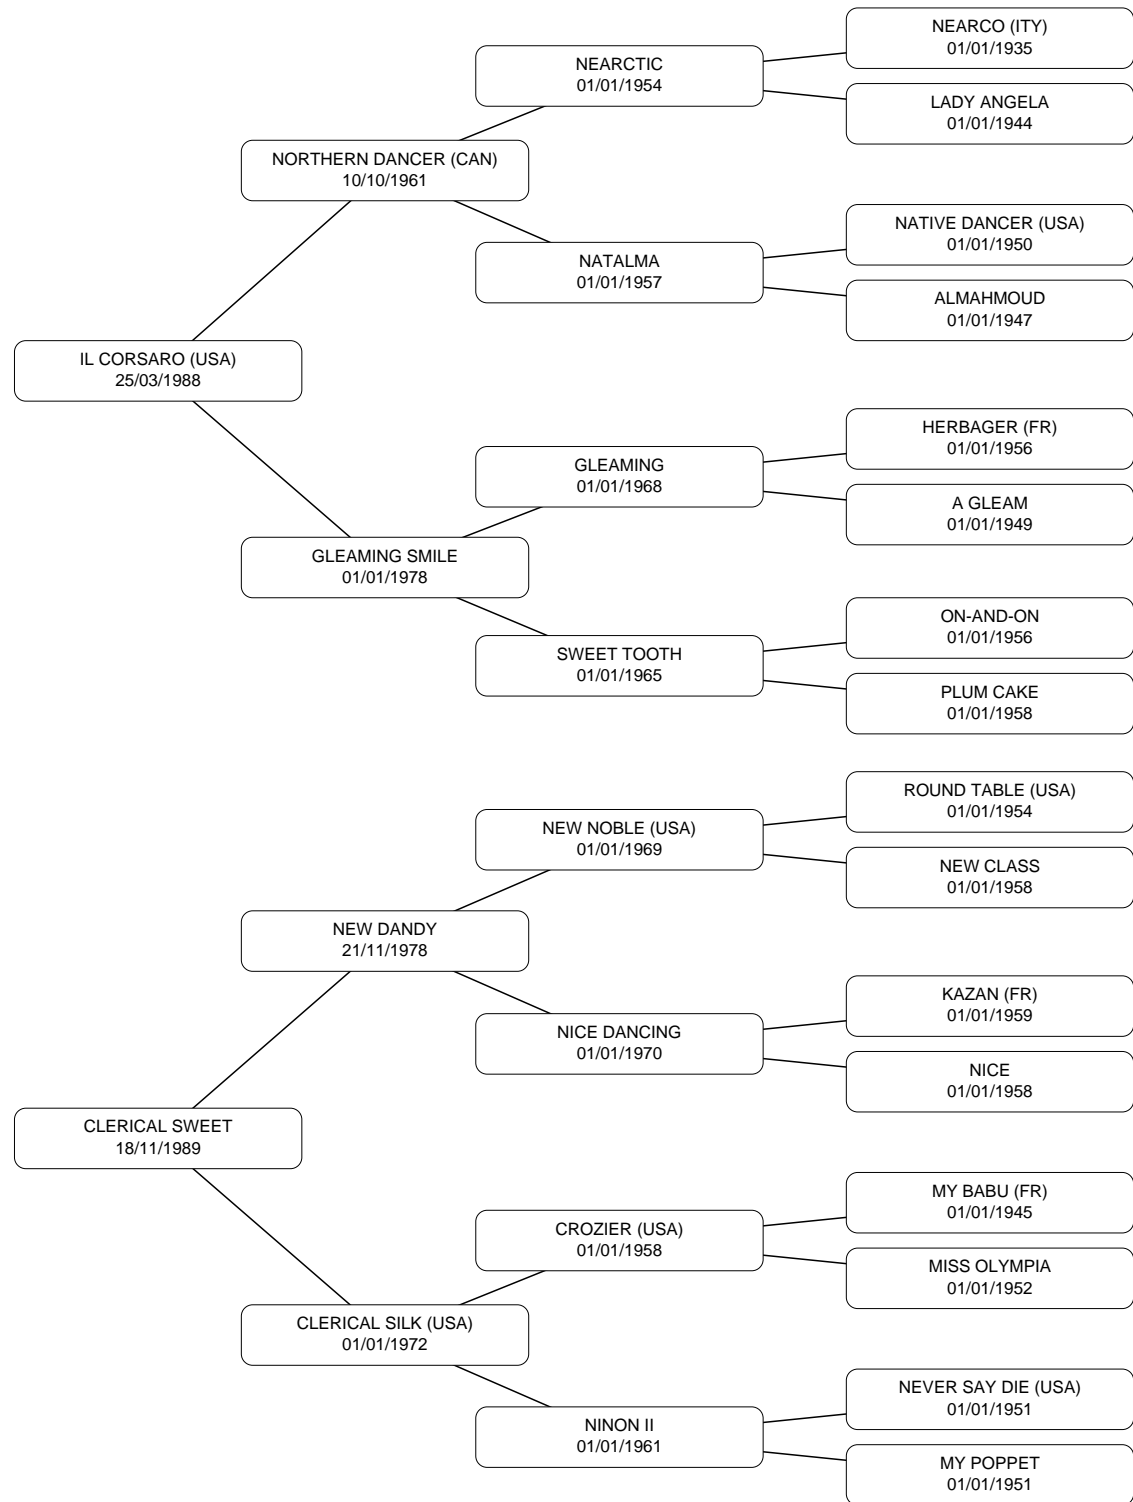 NEARCO (ITY)
01/01/1935
NEARCTIC
01/01/1954
LADY ANGELA
01/01/1944
NORTHERN DANCER (CAN)
10/10/1961
NATIVE DANCER (USA)
01/01/1950
NATALMA
01/01/1957
ALMAHMOUD
01/01/1947
IL CORSARO (USA)
25/03/1988
HERBAGER (FR)
01/01/1956
GLEAMING
01/01/1968
A GLEAM
01/01/1949
GLEAMING SMILE
01/01/1978
ON-AND-ON
01/01/1956
SWEET TOOTH
01/01/1965
PLUM CAKE
01/01/1958
ROUND TABLE (USA)
01/01/1954
NEW NOBLE (USA)
01/01/1969
NEW CLASS
01/01/1958
NEW DANDY
21/11/1978
KAZAN (FR)
01/01/1959
NICE DANCING
01/01/1970
NICE
01/01/1958
CLERICAL SWEET
18/11/1989
MY BABU (FR)
01/01/1945
CROZIER (USA)
01/01/1958
MISS OLYMPIA
01/01/1952
CLERICAL SILK (USA)
01/01/1972
NEVER SAY DIE (USA)
01/01/1951
NINON II
01/01/1961
MY POPPET
01/01/1951